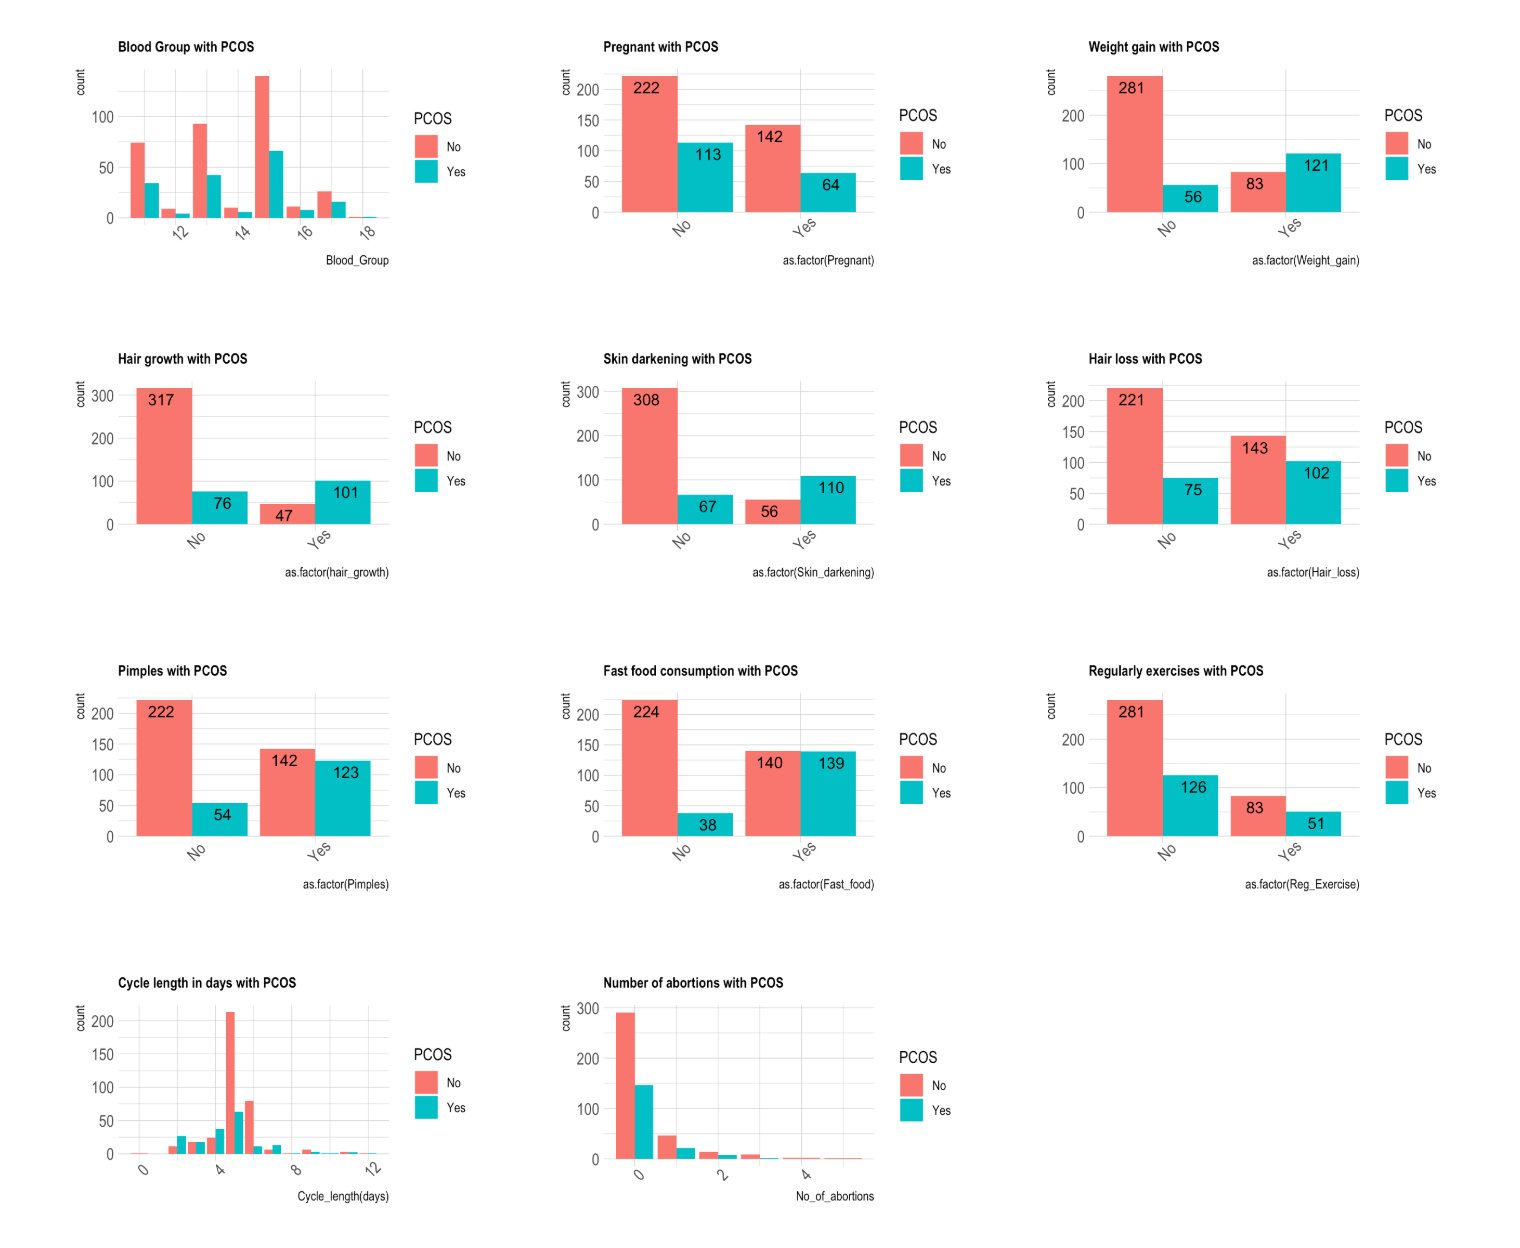 Blood Group with PCOS
count
100
50
0
12
14
16
18
Blood_Group
PCOS
No
Yes
Pregnant with PCOS
count
200
150
100
50
0
222
113
142
64
No
Yes
as.factor(Pregnant)
PCOS
No
Yes
Weight gain with PCOS
count
200
100
0
281
56
83
121
No
Yes
as.factor(Weight_gain)
PCOS
No
Yes
Hair growth with PCOS
count
300
200
100
0
317
76
47
101
No
Yes
as.factor(hair_growth)
PCOS
No
Yes
Skin darkening with PCOS
count
300
200
100
0
308
67
56
110
No
Yes
as.factor(Skin_darkening)
PCOS
No
Yes
Hair loss with PCOS
count
200
150
100
50
0
221
75
143
102
No
Yes
as.factor(Hair_loss)
PCOS
No
Yes
Pimples with PCOS
count
200
150
100
50
0
222
54
142
123
No
Yes
as.factor(Pimples)
PCOS
No
Yes
Fast food consumption with PCOS
count
200
150
100
50
0
224
38
140
139
No
Yes
as.factor(Fast_food)
PCOS
No
Yes
Regularly exercises with PCOS
count
200
100
0
281
126
83
51
No
Yes
as.factor(Reg_Exercise)
PCOS
No
Yes
Cycle length in days with PCOS
count
200
150
100
50
0
0
4
8
12
Cycle_length(days)
PCOS
No
Yes
Number of abortions with PCOS
count
300
200
100
0
0
2
4
No_of_abortions
PCOS
No
Yes